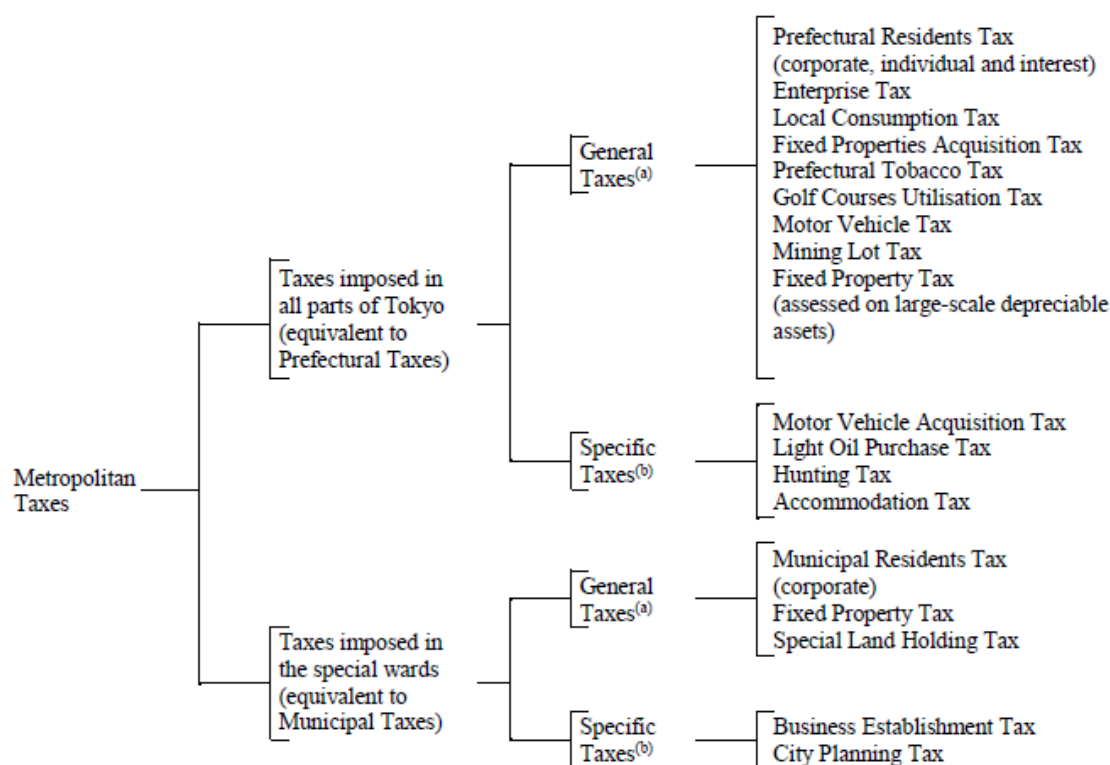 Metropolitan
Taxes
Taxes imposed in
all parts of Tokyo
(equivalent to
Prefectural Taxes)
General
Taxes(a)
Prefectural Residents Tax
(corporate, individual and interest)
Enterprise Tax
Local Consumption Tax
Fixed Properties Acquisition Tax
Prefectural Tobacco Tax
Golf Courses Utilisation Tax
Motor Vehicle Tax
Mining Lot Tax
Fixed Property Tax
(assessed on large-scale depreciable
assets)
Specific
Taxes(b)
Motor Vehicle Acquisition Tax
Light Oil Purchase Tax
Hunting Tax
Accommodation Tax
Taxes imposed in
the special wards
(equivalent to
Municipal Taxes)
General
Taxes(a)
Municipal Residents Tax
(corporate)
Fixed Property Tax
Special Land Holding Tax
Specific
Taxes(b)
Business Establishment Tax
City Planning Tax